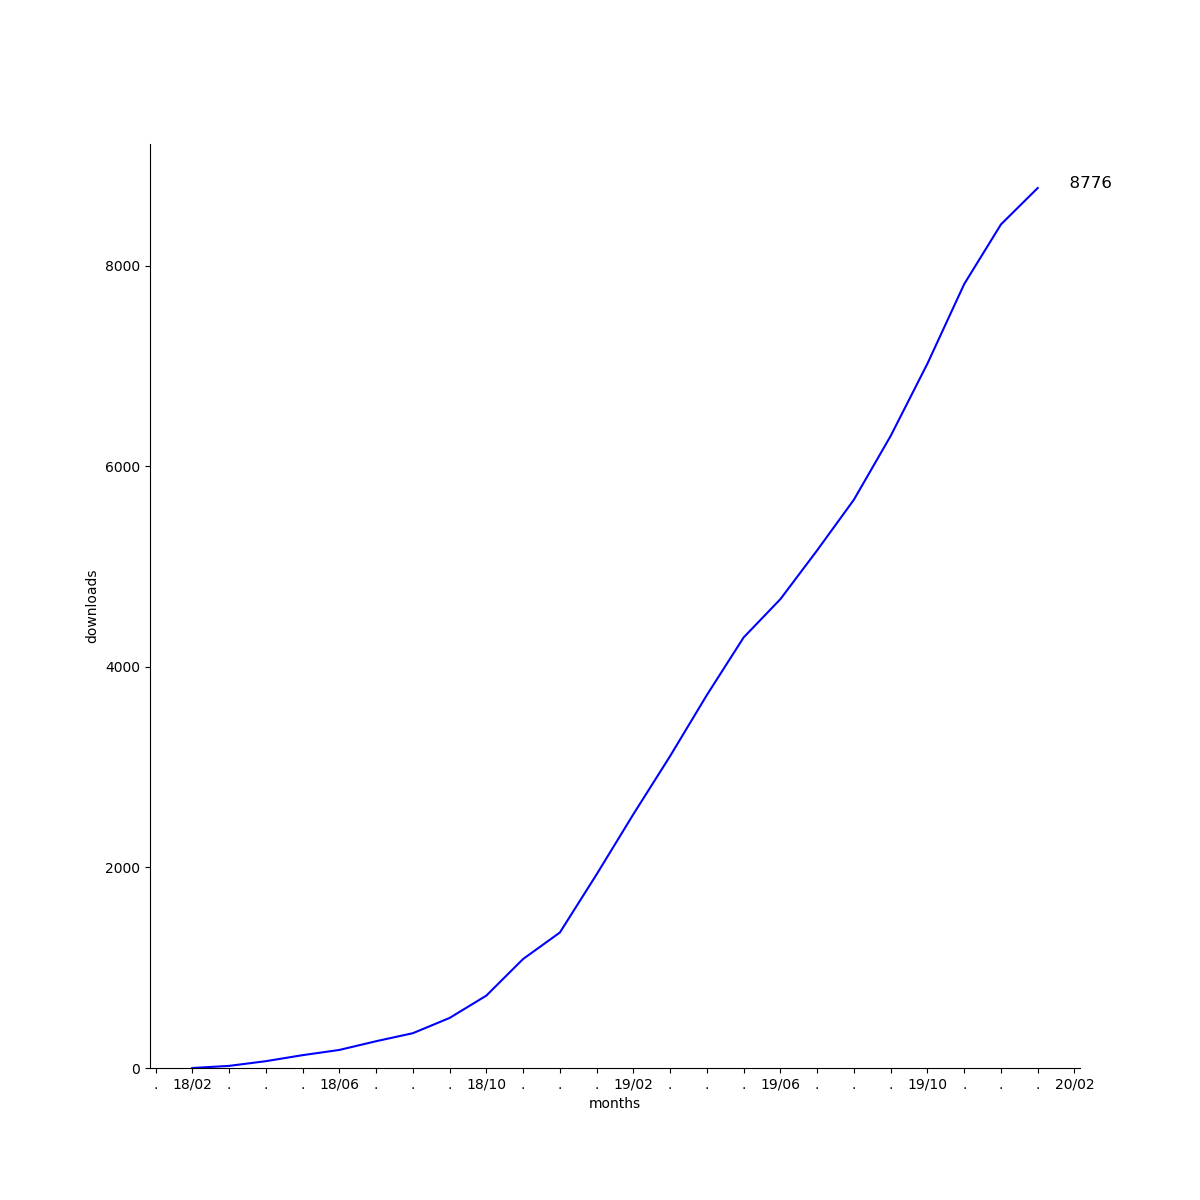 8776
8000
6000
4000
2000
0
downloads
. 18/02 . . . 18/06 . . . 18/10 . . . 19/02 . . . 19/06 . . . 19/10 . . . 20/02
months